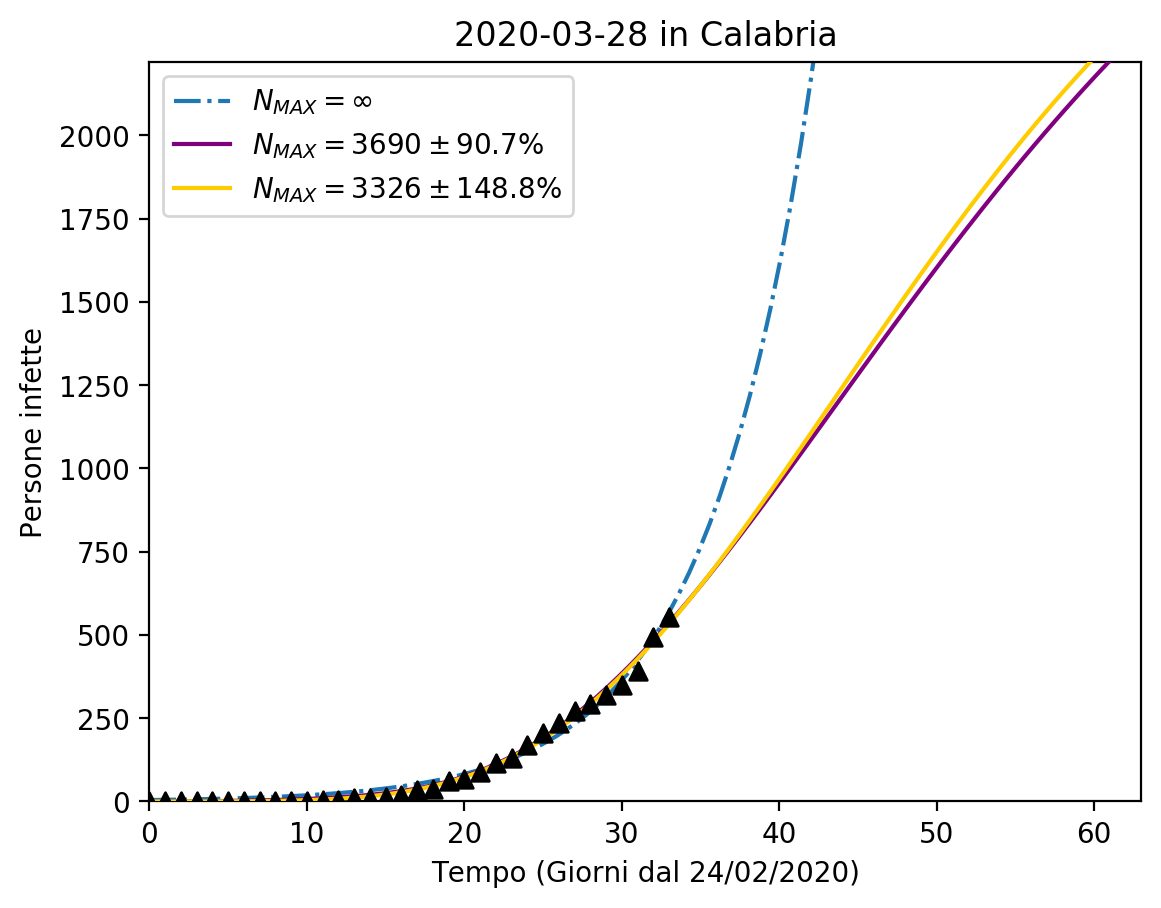 2020-03-28 in Calabria
N_MAX = ∞
N_MAX = 3690 ± 90.7%
N_MAX = 3326 ± 148.8%
Persone infette
2000
1750
1500
1250
1000
750
500
250
0
0 10 20 30 40 50 60
Tempo (Giorni dal 24/02/2020)